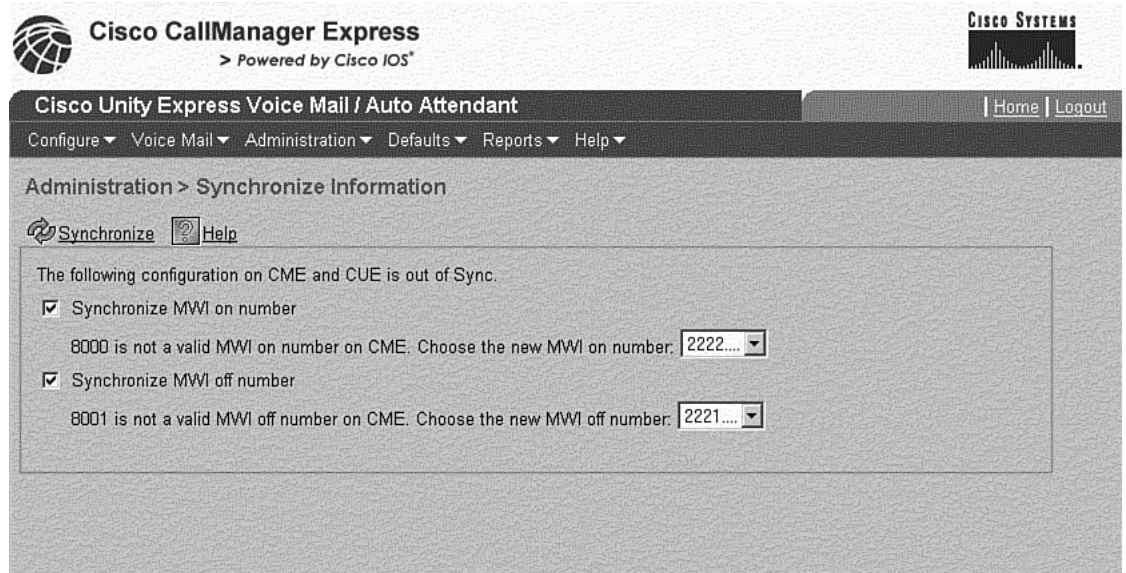 Cisco CallManager Express
> Powered by Cisco IOS®
CISCO SYSTEMS
Cisco Unity Express Voice Mail / Auto Attendant
| Home | Logout
Configure Voice Mail Administration Defaults Reports Help
Administration > Synchronize Information
Synchronize ? Help
The following configuration on CME and CUE is out of Sync.
Synchronize MWI on number
8000 is not a valid MWI on number on CME. Choose the new MWI on number: 2222....
Synchronize MWI off number
8001 is not a valid MWI off number on CME. Choose the new MWI off number: 2221....